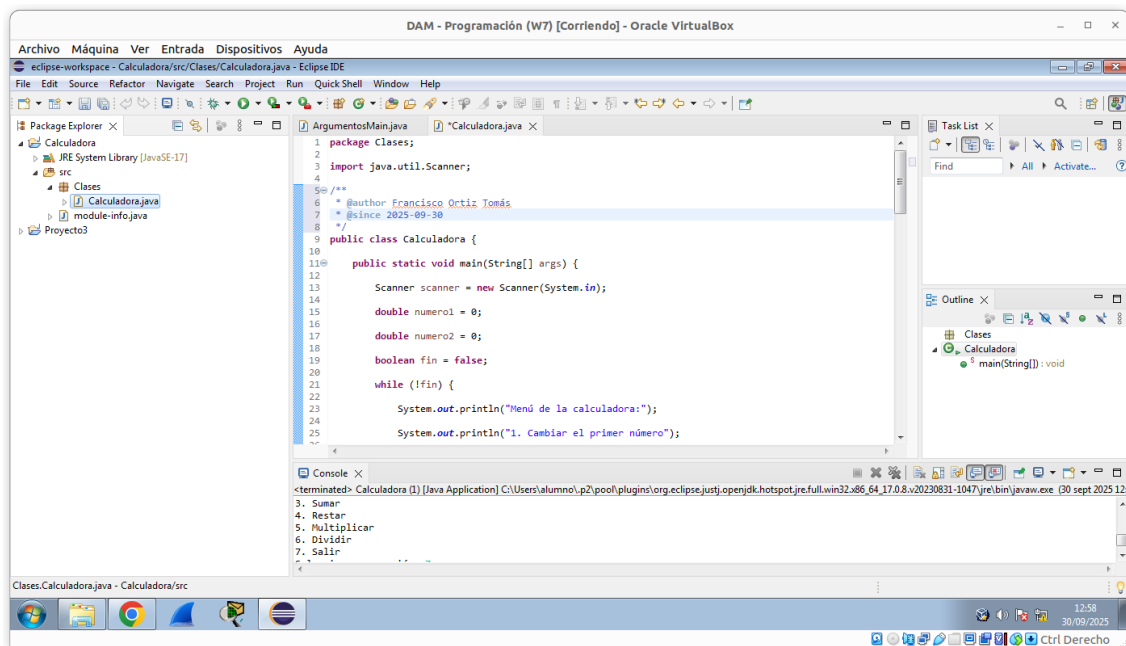 DAM - Programación (W7) [Corriendo] - Oracle VirtualBox
Archivo Máquina Ver Entrada Dispositivos Ayuda
eclipse-workspace - Calculadora/src/Clases/Calculadora.java - Eclipse IDE
File Edit Source Refactor Navigate Search Project Run QuickShell Window Help
Package Explorer
Calculadora
JRE System Library [JavaSE-17]
src
Clases
Calculadora.java
module-info.java
Proyecto3
ArgumentosMain.java *Calculadora.java
1 package Clases;
2
3 import java.util.Scanner;
4
5 /**
6 * @author Francisco Ortiz Tomás
7 * @since 2025-09-30
8 */
9 public class Calculadora {
10
11 public static void main(String[] args) {
12
13 Scanner scanner = new Scanner(System.in);
14
15 double numero1 = 0;
16
17 double numero2 = 0;
18
19 boolean fin = false;
20
21 while (!fin) {
22
23 System.out.println("Menú de la calculadora:");
24
25 System.out.println("1. Cambiar el primer número");
Task List
Find All Activate...
Outline
Clases
Calculadora
main(String[]) : void
Console
<terminated> Calculadora (1) [Java Application] C:\Users\alumno\.p2\pool\plugins\org.eclipse.justj.openjdk.hotspot.jre.full.win32.x86_64_17.0.8.v20230831-1047\jre\bin\javaw.exe (30 sept 2025 12:
3. Sumar
4. Restar
5. Multiplicar
6. Dividir
7. Salir
Clases.Calculadora.java - Calculadora/src
12:58
30/09/2025
Ctrl Derecho